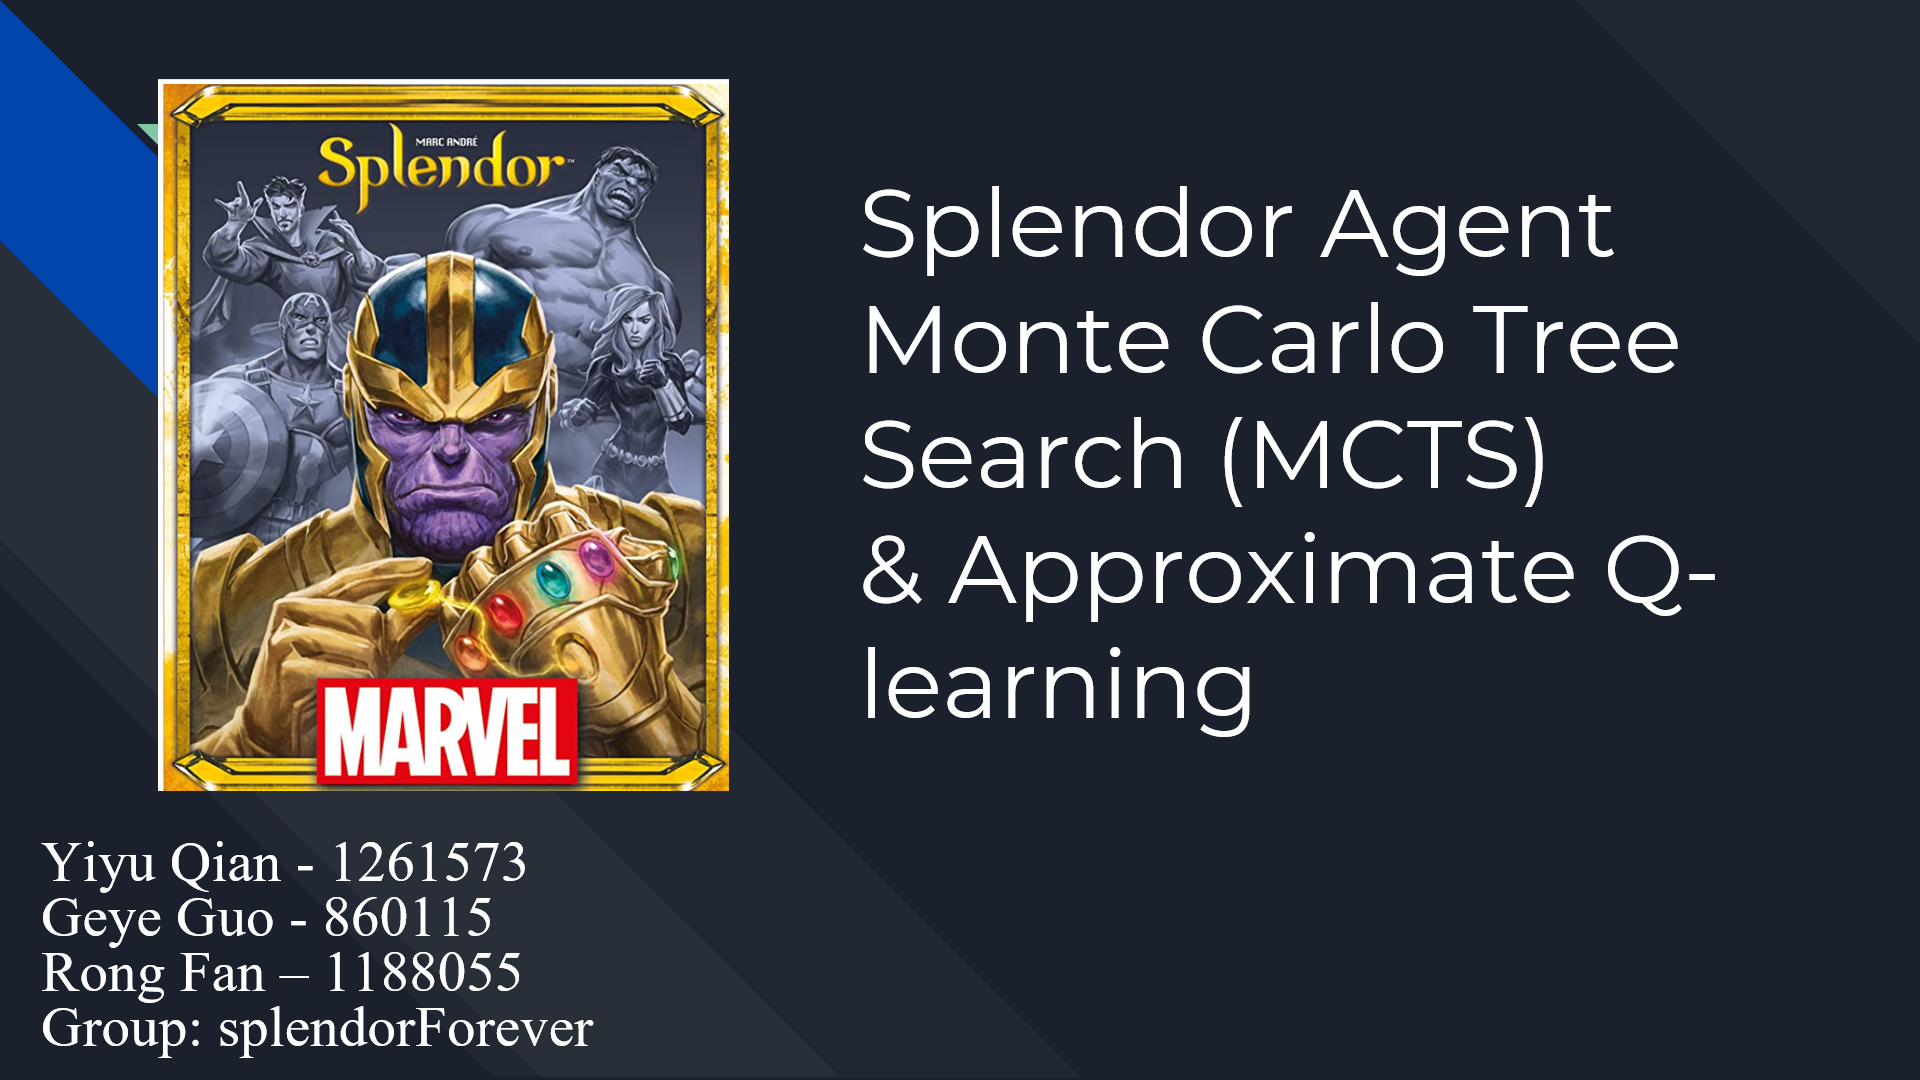 MARC ANDRÉ
Splendor™
MARVEL
Splendor Agent
Monte Carlo Tree
Search (MCTS)
& Approximate Q-
learning
Yiyu Qian - 1261573
Geye Guo - 860115
Rong Fan – 1188055
Group: splendorForever